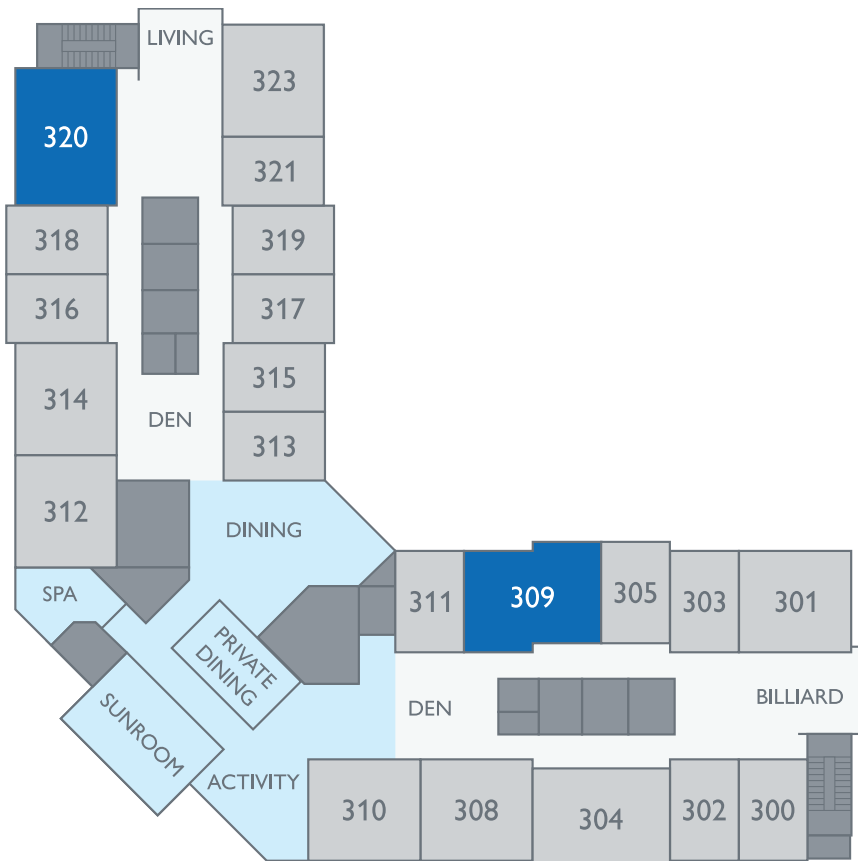 LIVING
323
320
321
318
319
316
317
315
314
DEN
313
312
DINING
SPA
311
309
305
303
301
PRIVATE
DINING
SUNROOM
DEN
BILLIARD
ACTIVITY
310
308
304
302
300